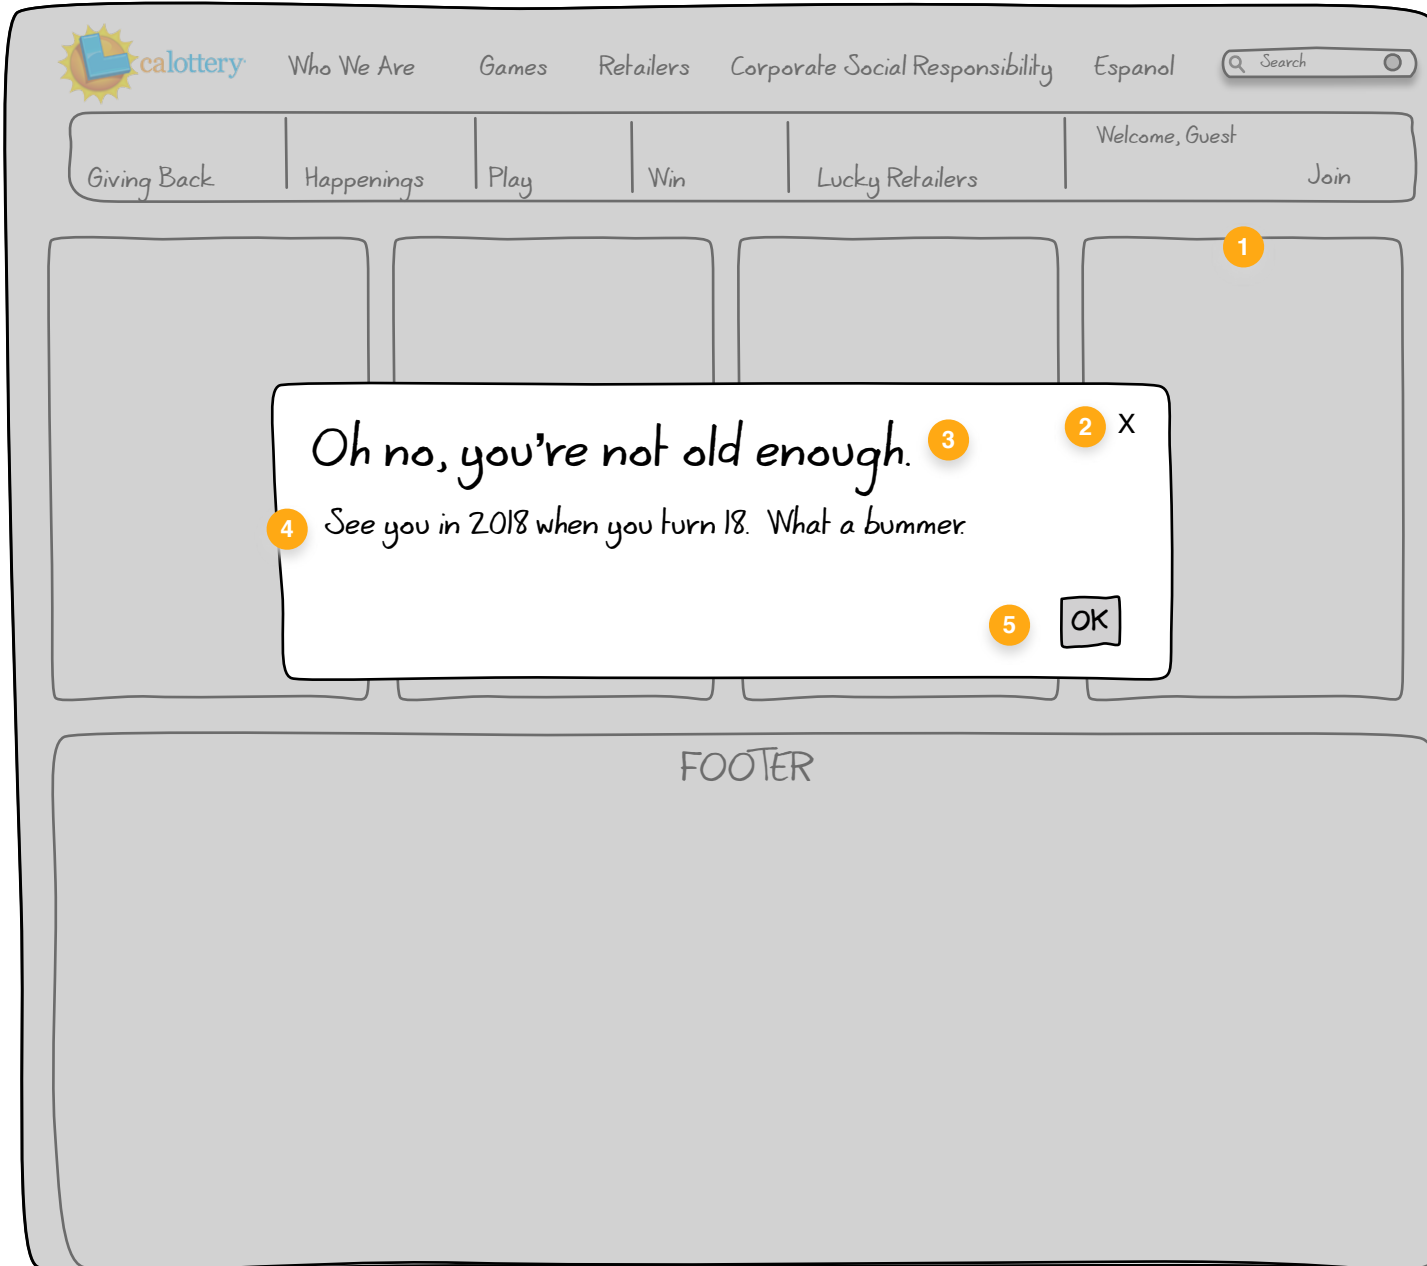 calottery Who We Are Games Retailers Corporate Social Responsibility Espanol Search
Welcome, Guest
Giving Back Happenings Play Win Lucky Retailers Join
1
2 X
Oh no, you're not old enough. 3
4 See you in 2018 when you turn 18. What a bummer.
5 OK
FOOTER